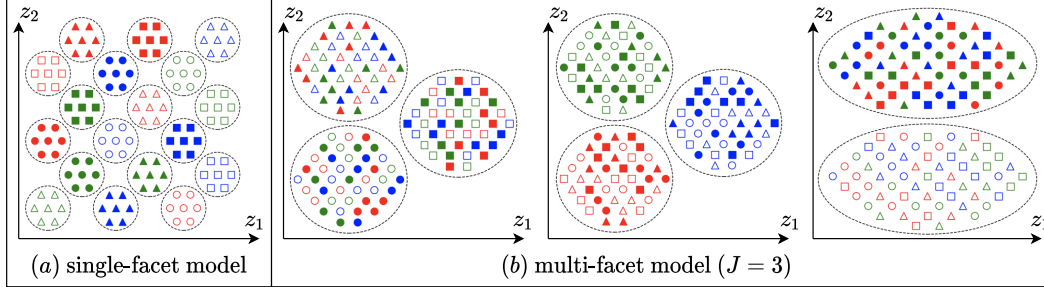 z₂ z₂ z₂ z₂
z₁ z₁ z₁ z₁
(a) single-facet model (b) multi-facet model (J = 3)